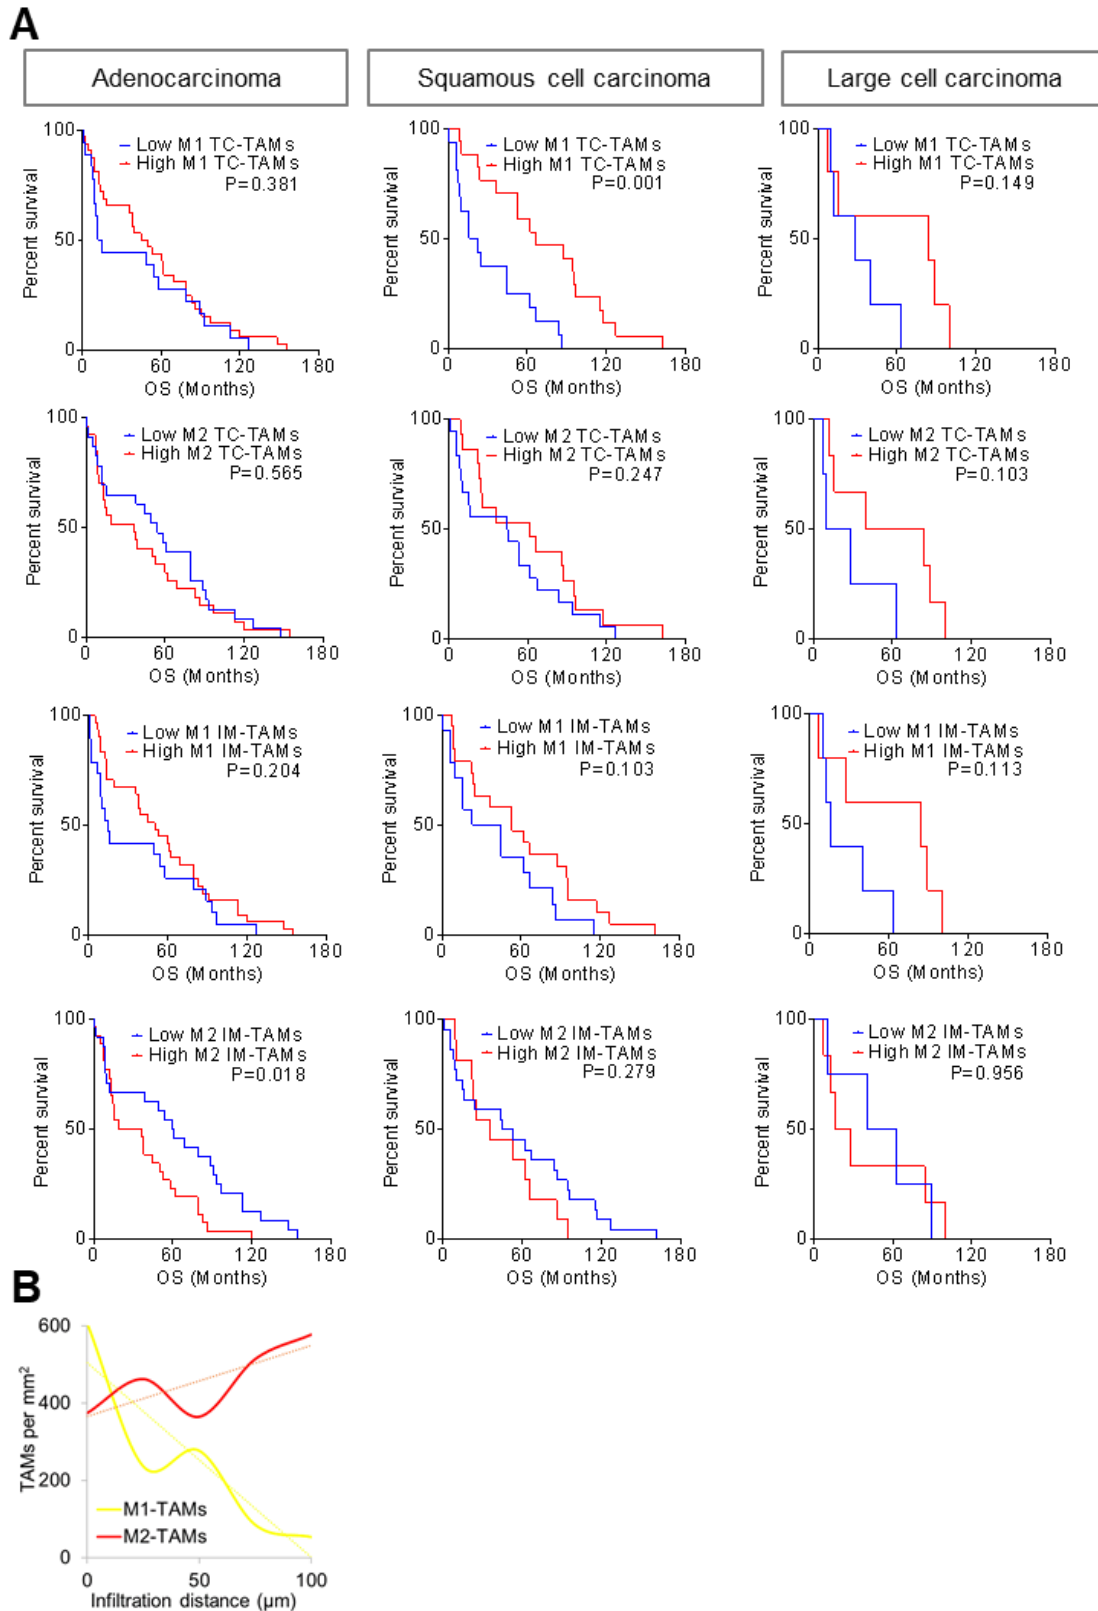 A
Adenocarcinoma
Squamous cell carcinoma
Large cell carcinoma
Percent survival
100
50
0
Low M1 TC-TAMs
High M1 TC-TAMs
P=0.381
0 60 120 180
OS (Months)
Percent survival
100
50
0
Low M1 TC-TAMs
High M1 TC-TAMs
P=0.001
0 60 120 180
OS (Months)
Percent survival
100
50
0
Low M1 TC-TAMs
High M1 TC-TAMs
P=0.149
0 60 120 180
OS (Months)
Percent survival
100
50
0
Low M2 TC-TAMs
High M2 TC-TAMs
P=0.565
0 60 120 180
OS (Months)
Percent survival
100
50
0
Low M2 TC-TAMs
High M2 TC-TAMs
P=0.247
0 60 120 180
OS (Months)
Percent survival
100
50
0
Low M2 TC-TAMs
High M2 TC-TAMs
P=0.103
0 60 120 180
OS (Months)
Percent survival
100
50
0
Low M1 IM-TAMs
High M1 IM-TAMs
P=0.204
0 60 120 180
OS (Months)
Percent survival
100
50
0
Low M1 IM-TAMs
High M1 IM-TAMs
P=0.103
0 60 120 180
OS (Months)
Percent survival
100
50
0
Low M1 IM-TAMs
High M1 IM-TAMs
P=0.113
0 60 120 180
OS (Months)
Percent survival
100
50
0
Low M2 IM-TAMs
High M2 IM-TAMs
P=0.018
0 60 120 180
OS (Months)
Percent survival
100
50
0
Low M2 IM-TAMs
High M2 IM-TAMs
P=0.279
0 60 120 180
OS (Months)
Percent survival
100
50
0
Low M2 IM-TAMs
High M2 IM-TAMs
P=0.956
0 60 120 180
OS (Months)
B
TAMs per mm²
600
400
200
0
M1-TAMs
M2-TAMs
0 50 100
Infiltration distance (µm)